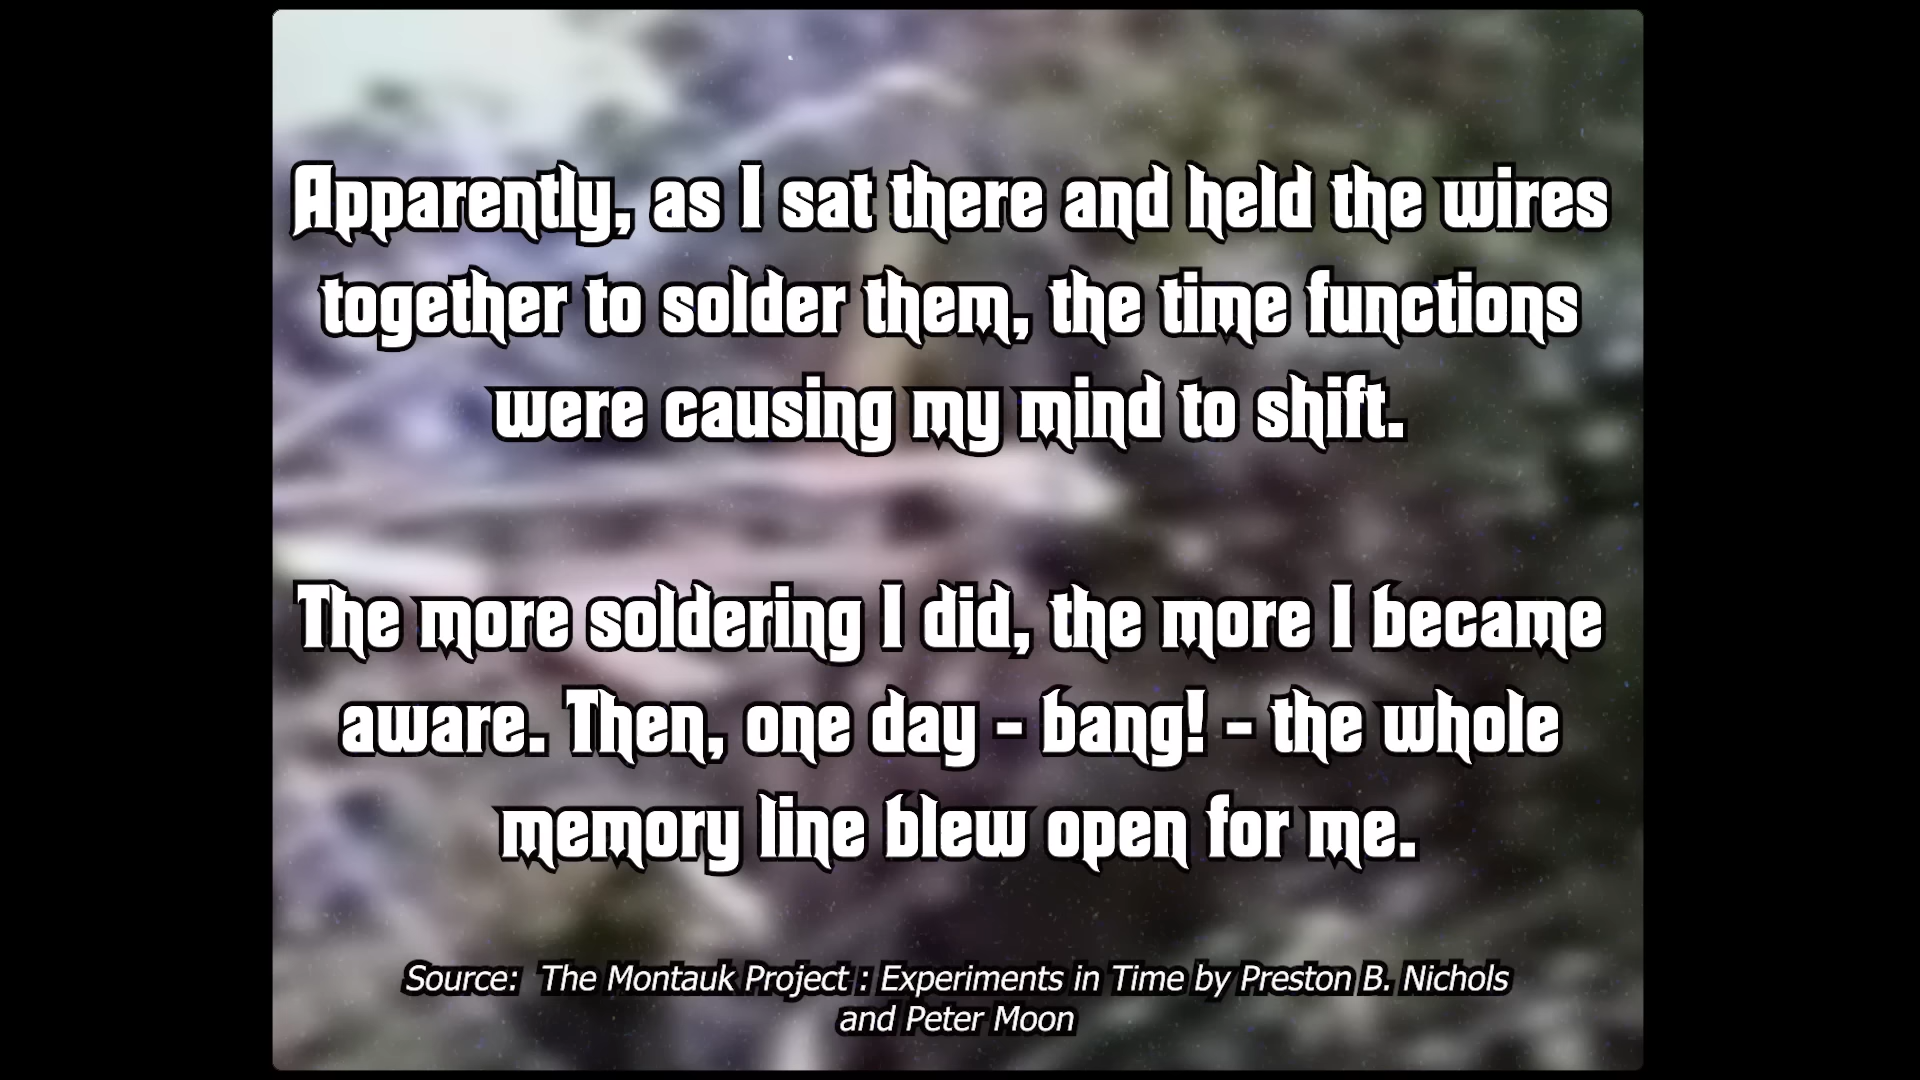 Apparently, as I sat there and held the wires
together to solder them, the time functions
were causing my mind to shift.
The more soldering I did, the more I became
aware. Then, one day - bang! - the whole
memory line blew open for me.
Source: The Montauk Project : Experiments in Time by Preston B. Nichols
and Peter Moon